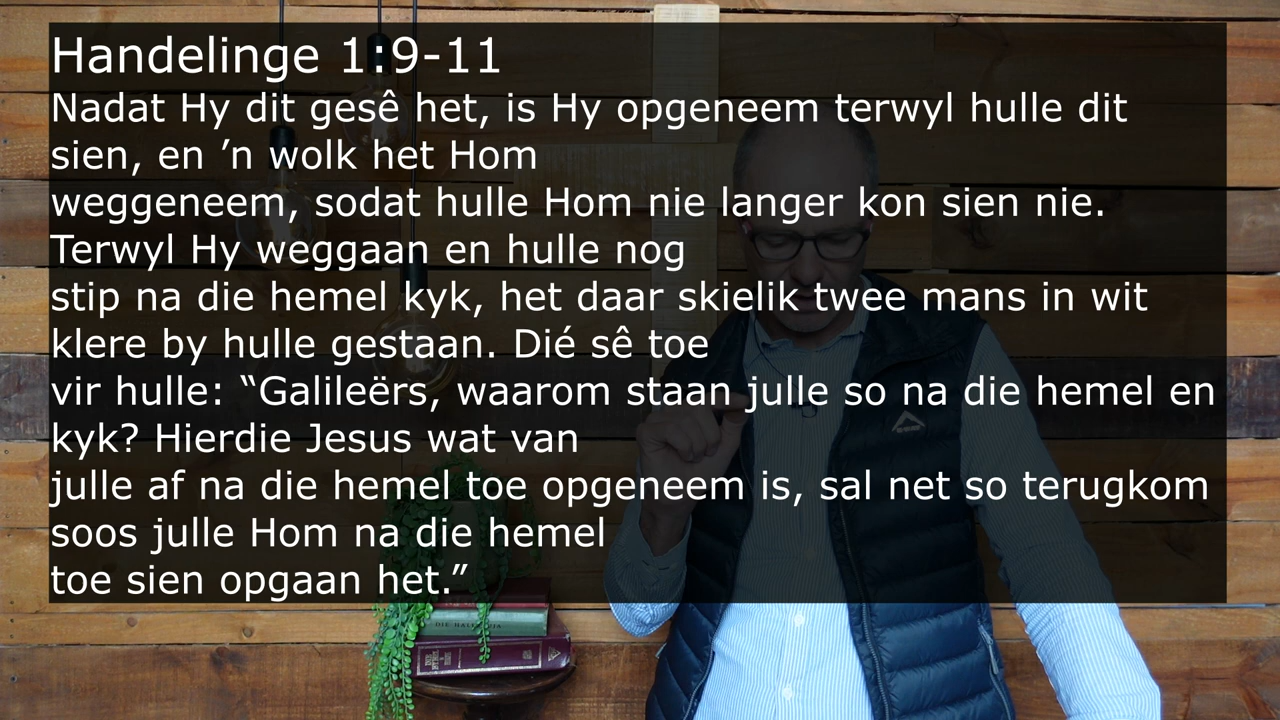 Handelinge 1:9-11
Nadat Hy dit gesê het, is Hy opgeneem terwyl hulle dit
sien, en ’n wolk het Hom
weggeneem, sodat hulle Hom nie langer kon sien nie.
Terwyl Hy weggaan en hulle nog
stip na die hemel kyk, het daar skielik twee mans in wit
klere by hulle gestaan. Dié sê toe
vir hulle: “Galileërs, waarom staan julle so na die hemel en
kyk? Hierdie Jesus wat van
julle af na die hemel toe opgeneem is, sal net so terugkom
soos julle Hom na die hemel
toe sien opgaan het.”